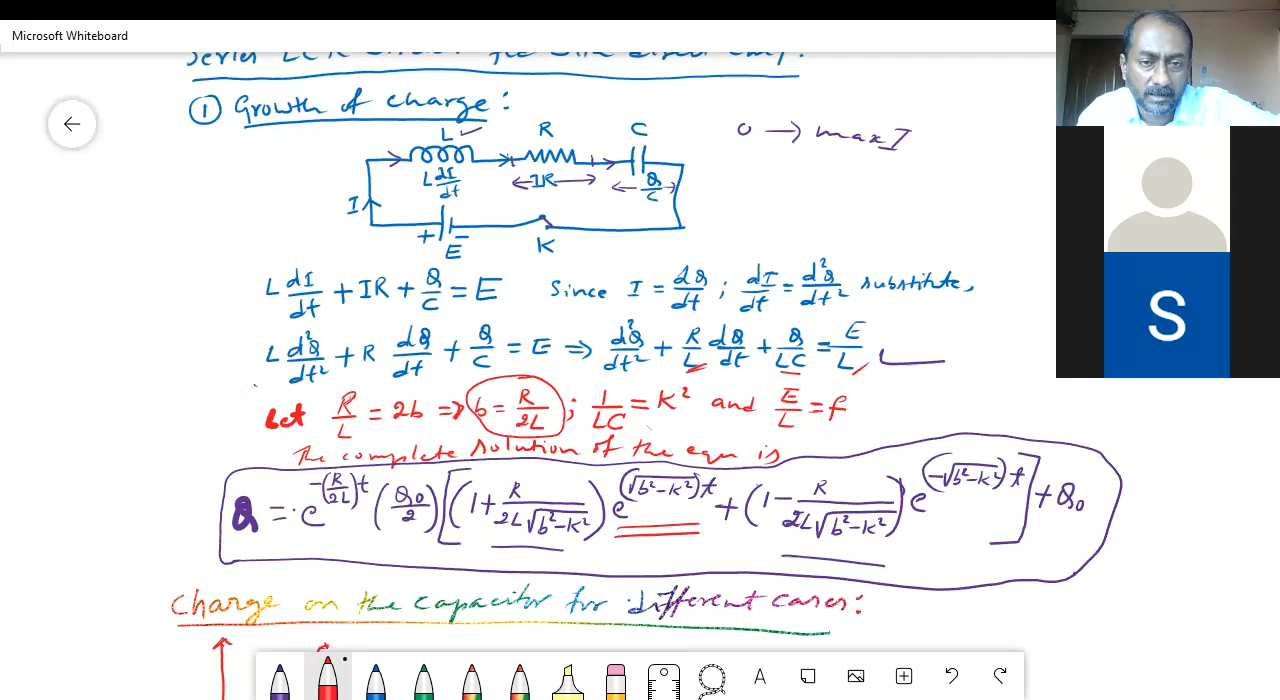 Microsoft Whiteboard
Series LCR
① Growth of charge:
L R C 0 → max I
L dI/dt IR Q/C
I
+ − E K
L dI/dt + IR + Q/C = E Since I = dQ/dt ; dI/dt = d²Q/dt² substitute,
L d²Q/dt² + R dQ/dt + Q/C = E ⇒ d²Q/dt² + R/L dQ/dt + Q/LC = E/L
Let R/L = 2b ⇒ b = R/2L ; 1/LC = K² and E/L = f
The complete solution of the equn is
Q = e^(-(R/2L)t) (Q₀/2) [(1 + R/(2L√(b²-K²))) e^((√(b²-K²))t) + (1 - R/(2L√(b²-K²))) e^((-√(b²-K²))t)] + Q₀
Charge on the capacitor for different cases:
S
A